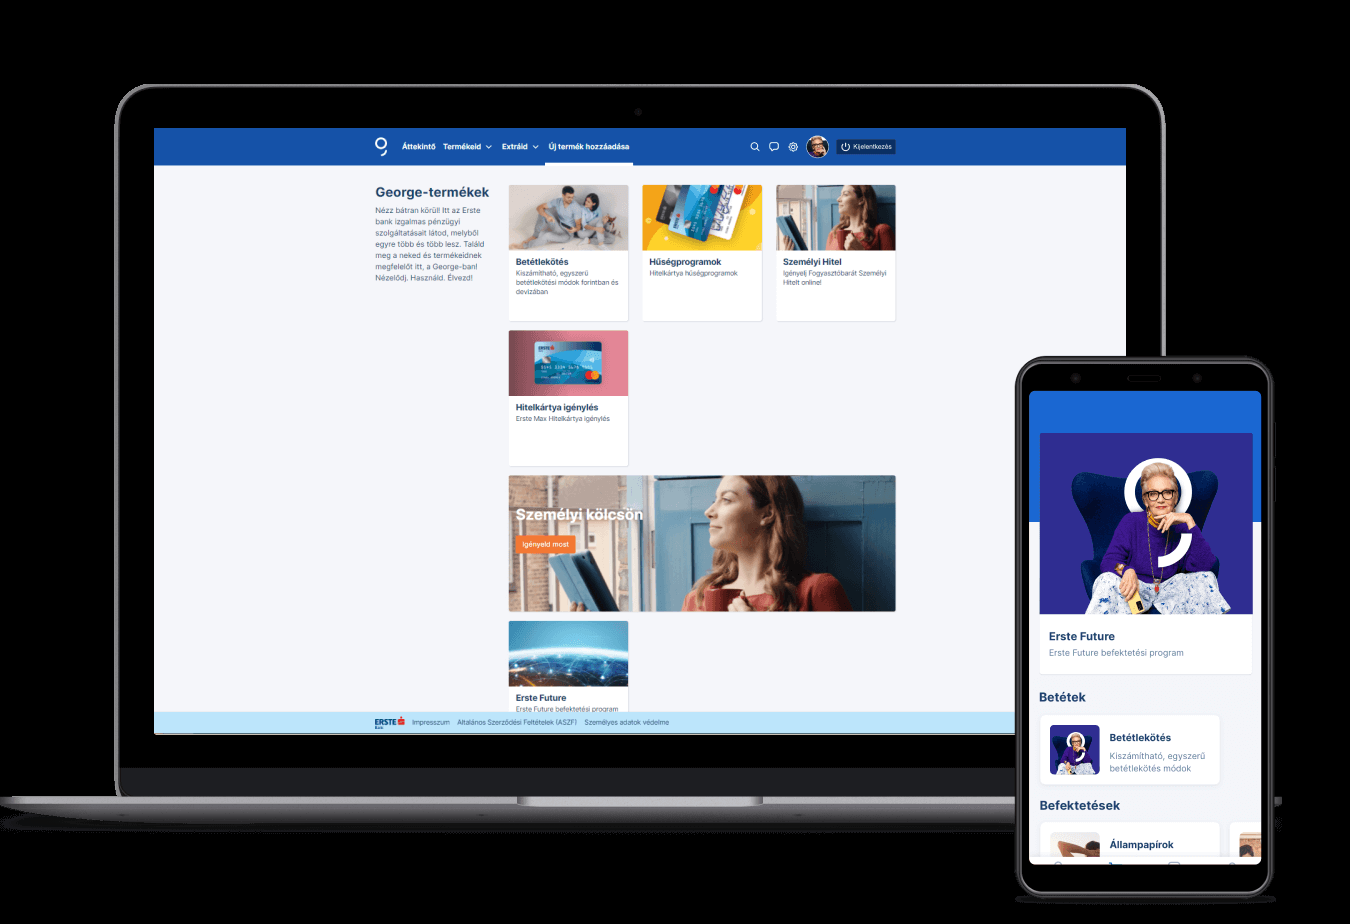 Áttekintő Termékeid Extráid Új termék hozzáadása Kijelentkezés
George-termékek
Nézz bátran körül! Itt az Erste
bank izgalmas pénzügyi
szolgáltatásait látod, melyből
egyre több és több lesz. Találd
meg a neked és termékeidnek
megfelelőt itt, a George-ban!
Nézelődj. Használd. Élvezd!
Betétlekötés
Kiszámítható, egyszerű
betétlekötési módok forintban és
devizában
Hűségprogramok
Hitelkártya hűségprogramok
Személyi Hitel
Igényelj Fogyasztóbarát Személyi
Hitelt online!
ERSTE
Hitelkártya igénylés
Erste Max Hitelkártya igénylés
Személyi kölcsön
Igényeld most
Erste Future
Erste Future befektetési program
ERSTE
Bank
Impresszum Általános Szerződési Feltételek (ÁSZF) Személyes adatok védelme
Erste Future
Erste Future befektetési program
Betétek
Betétlekötés
Kiszámítható, egyszerű
betétlekötés módok
Befektetések
Állampapírok